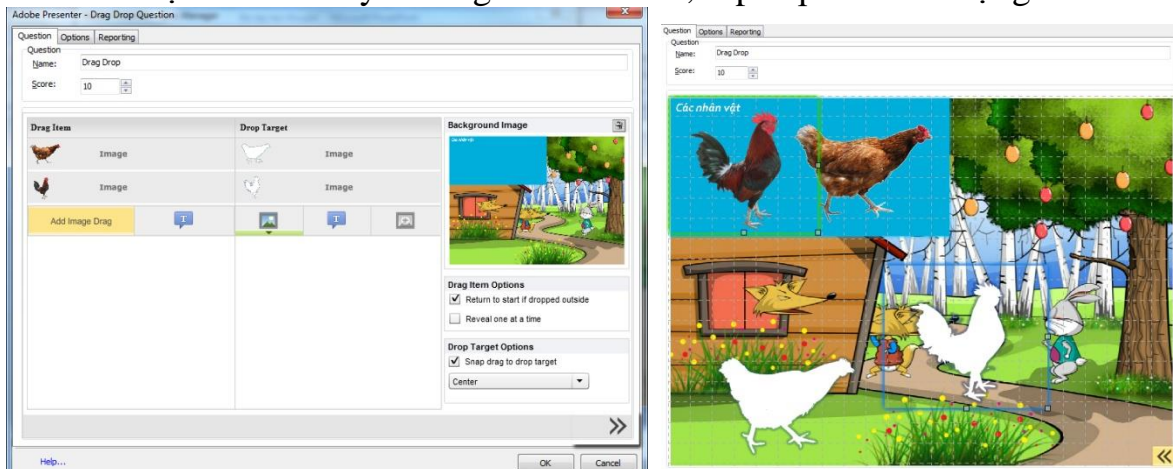 Adobe Presenter - Drag Drop Question
Question Options Reporting
Question
Name: Drag Drop
Score: 10
Drag Item Drop Target
Image Image
Image Image
Add Image Drag T T
Background Image
Drag Item Options
Return to start if dropped outside
Reveal one at a time
Drop Target Options
Snap drag to drop target
Center
Help...
OK Cancel
Question Options Reporting
Question
Name: Drag Drop
Score: 10
Các nhân vật